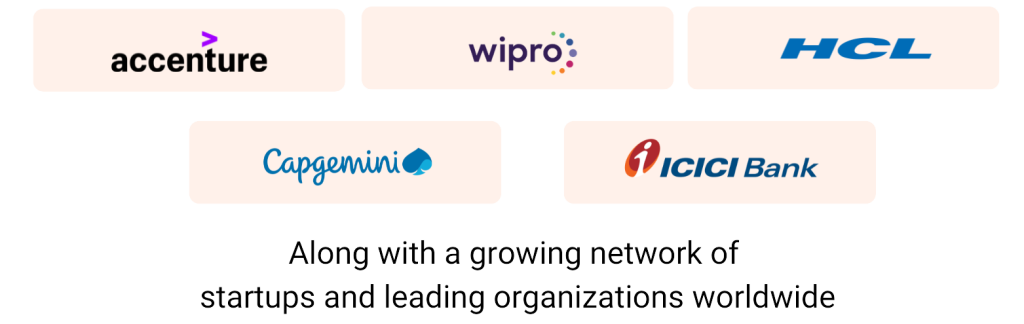 accenture
wipro
HCL
Capgemini
i ICICI Bank
Along with a growing network of
startups and leading organizations worldwide